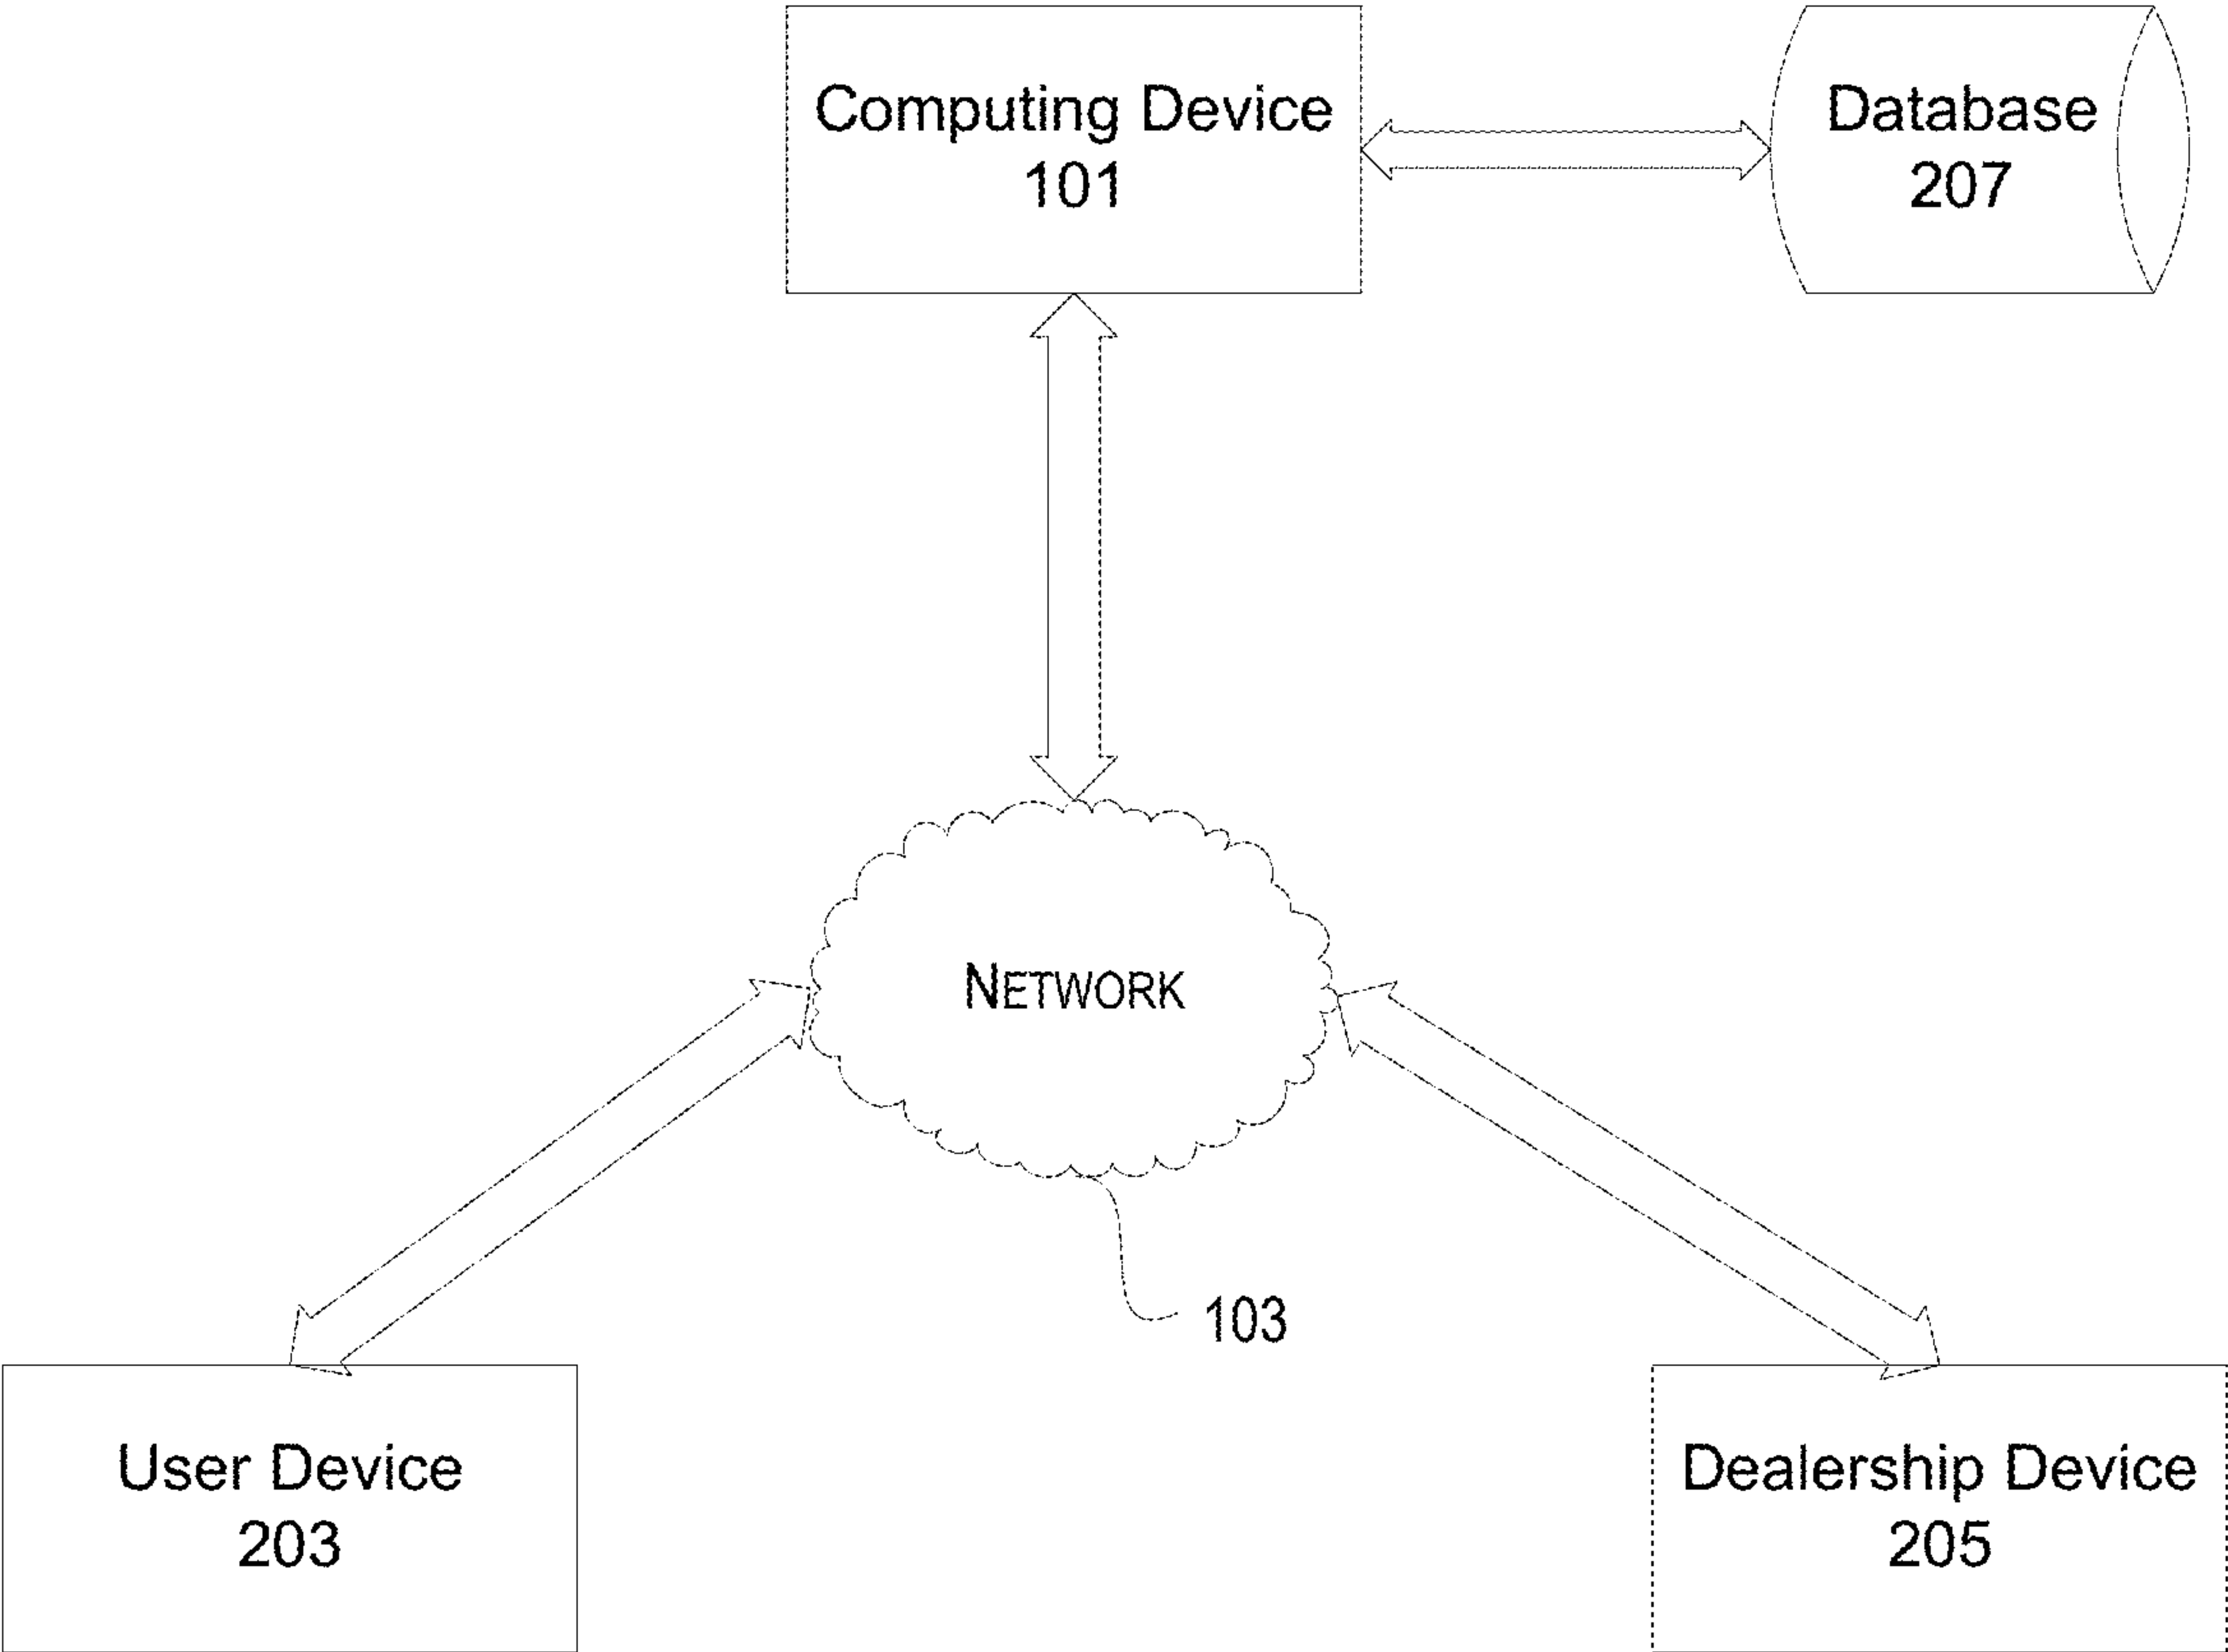 Computing Device
101
Database
207
NETWORK
103
User Device
203
Dealership Device
205